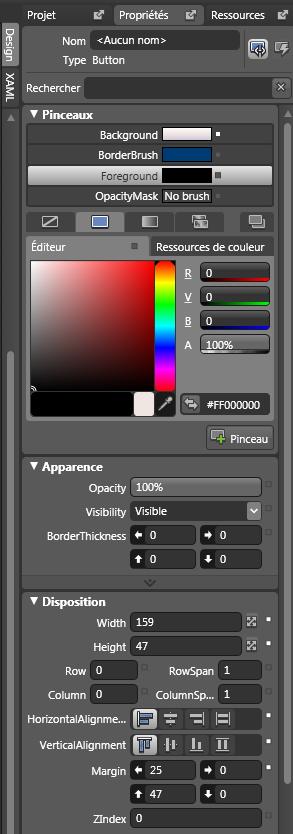 Projet Propriétés Ressources
Design
XAML
Nom <Aucun nom>
Type Button
Rechercher
Pinceaux
Background
BorderBrush
Foreground
OpacityMask No brush
Éditeur Ressources de couleur
R 0
V 0
B 0
A 100%
#FF000000
Pinceau
Apparence
Opacity 100%
Visibility Visible
BorderThickness 0 0
0 0
Disposition
Width 159
Height 47
Row 0 RowSpan 1
Column 0 ColumnSp... 1
HorizontalAlignme...
VerticalAlignment
Margin 25 0
47 0
ZIndex 0